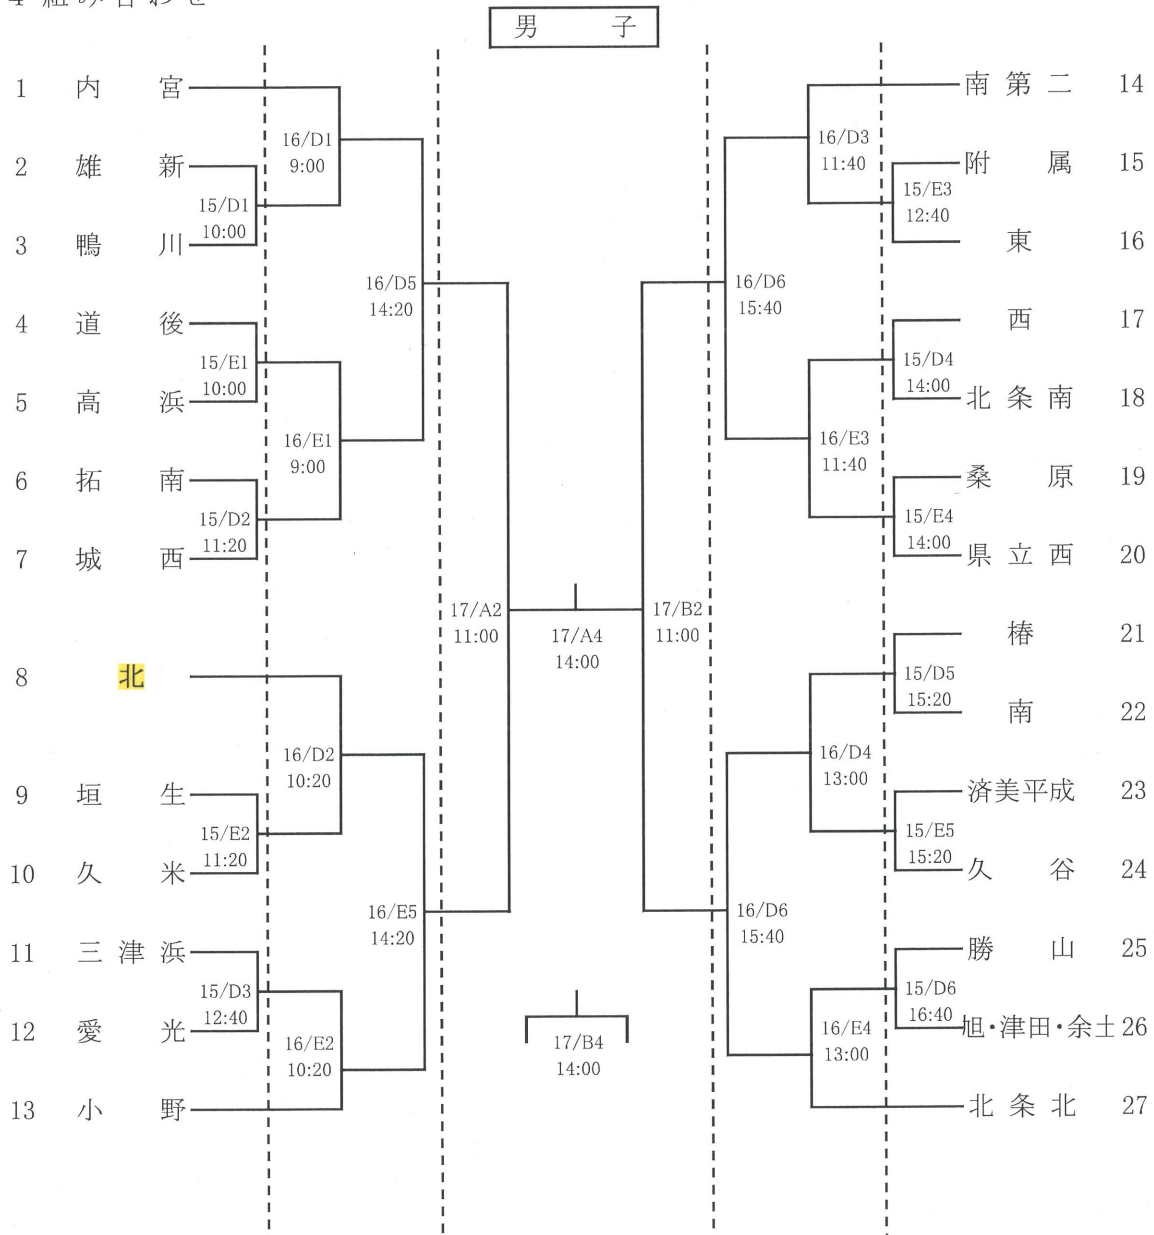 4 組み合わせ
男 子
1 内 宮
2 雄 新
3 鴨 川
4 道 後
5 高 浜
6 拓 南
7 城 西
8 北
9 垣 生
10 久 米
11 三 津 浜
12 愛 光
13 小 野
15/D1
10:00
15/E1
10:00
15/D2
11:20
15/E2
11:20
15/D3
12:40
16/D1
9:00
16/E1
9:00
16/D2
10:20
16/E2
10:20
16/D5
14:20
16/E5
14:20
17/A2
11:00
17/A4
14:00
17/B4
14:00
17/B2
11:00
16/D6
15:40
16/D6
15:40
16/D3
11:40
16/E3
11:40
16/D4
13:00
16/E4
13:00
15/E3
12:40
15/D4
14:00
15/E4
14:00
15/D5
15:20
15/E5
15:20
15/D6
16:40
南 第 二 14
附 属 15
東 16
西 17
北 条 南 18
桑 原 19
県 立 西 20
椿 21
南 22
済美平成 23
久 谷 24
勝 山 25
旭・津田・余土 26
北 条 北 27